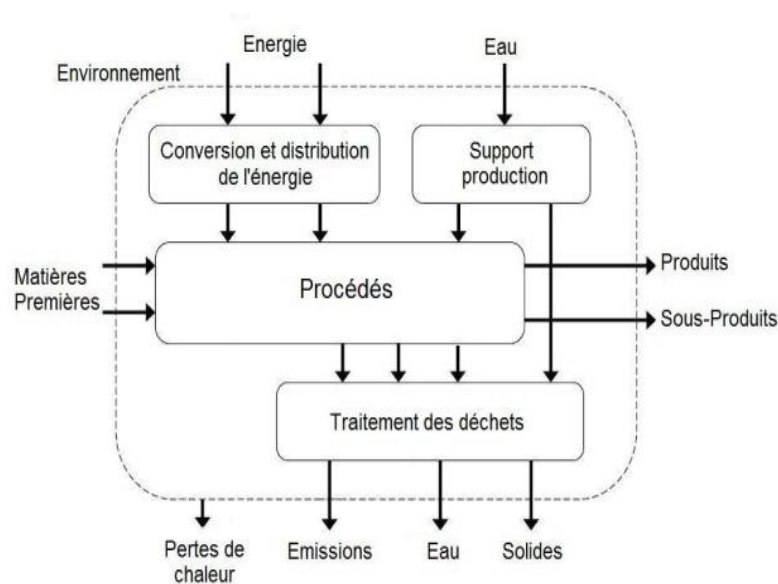 Energie
Eau
Environnement
Conversion et distribution
de l'énergie
Support
production
Matières
Premières
Procédés
Produits
Sous-Produits
Traitement des déchets
Pertes de
chaleur
Emissions
Eau
Solides